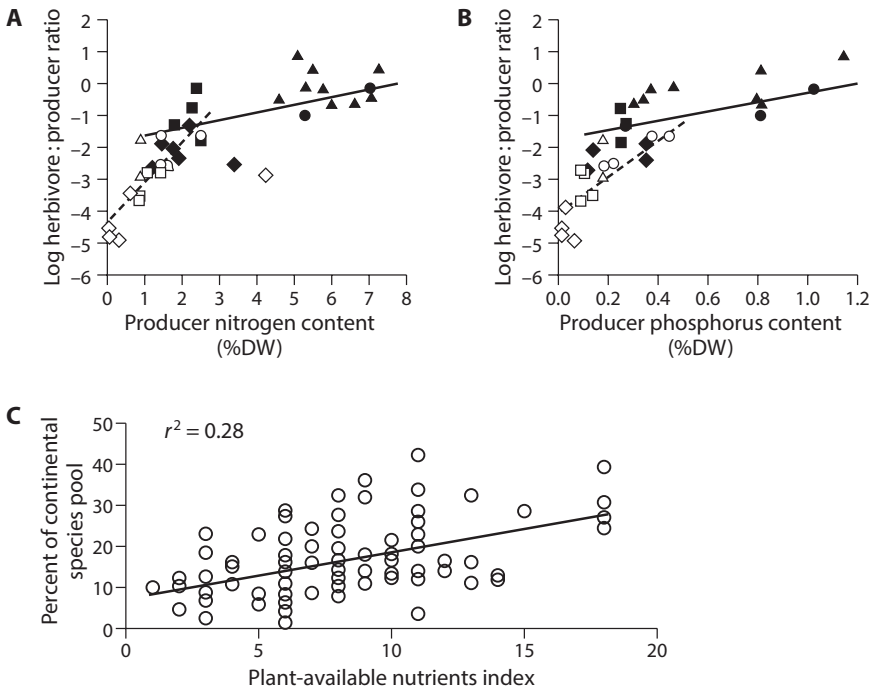 A
Log herbivore : producer ratio
2
1
0
–1
–2
–3
–4
–5
–6
0 1 2 3 4 5 6 7 8
Producer nitrogen content
(%DW)
B
Log herbivore : producer ratio
2
1
0
–1
–2
–3
–4
–5
–6
0.0 0.2 0.4 0.6 0.8 1.0 1.2
Producer phosphorus content
(%DW)
C
Percent of continental
species pool
r² = 0.28
50
40
30
20
10
0
0 5 10 15 20
Plant-available nutrients index